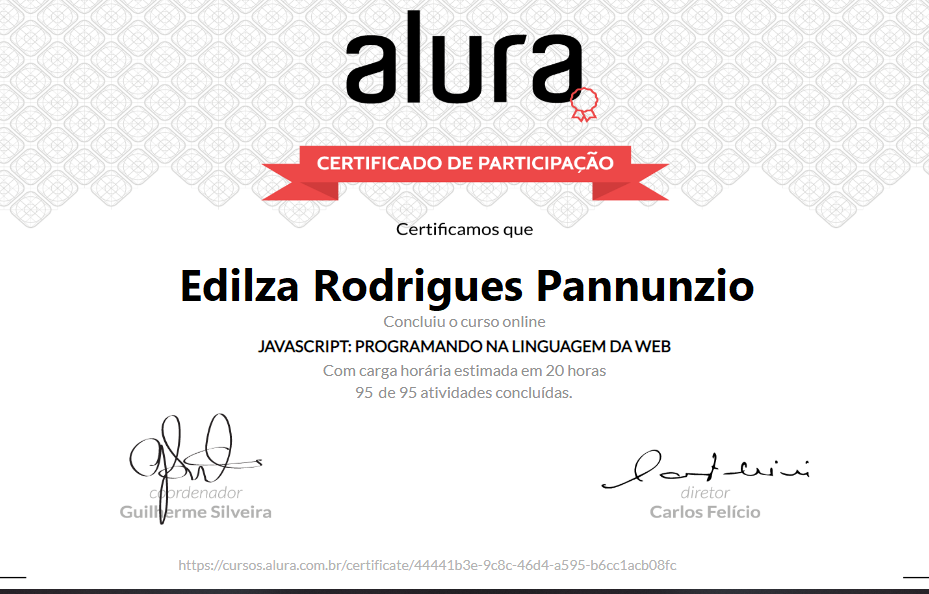 alura
CERTIFICADO DE PARTICIPAÇÃO
Certificamos que
Edilza Rodrigues Pannunzio
Concluiu o curso online
JAVASCRIPT: PROGRAMANDO NA LINGUAGEM DA WEB
Com carga horária estimada em 20 horas
95 de 95 atividades concluídas.
coordenador
Guilherme Silveira
diretor
Carlos Felício
https://cursos.alura.com.br/certificate/44441b3e-9c8c-46d4-a595-b6cc1acb08fc